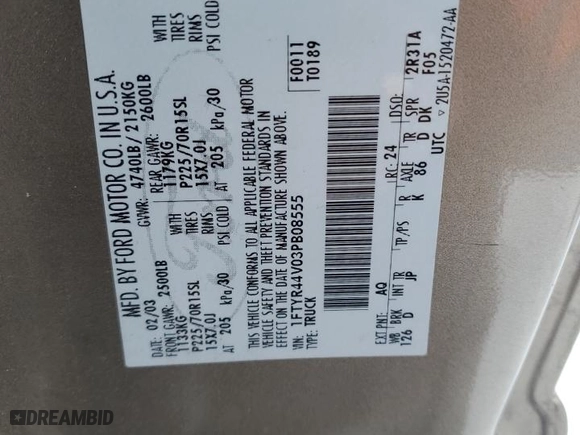 MFD. BY FORD MOTOR CO. IN U.S.A.
DATE: 02/03 GVWR: 4740LB / 2150KG
FRONT GAWR: 2500LB REAR GAWR: 2600LB
1133KG WITH 1179KG WITH
P225/70R15SL TIRES P225/70R15SL TIRES
15X7.0J RIMS 15X7.0J RIMS
AT 205 kPa/30 PSI COLD AT 205 kPa/30 PSI COLD
THIS VEHICLE CONFORMS TO ALL APPLICABLE FEDERAL MOTOR
VEHICLE SAFETY AND THEFT PREVENTION STANDARDS IN
EFFECT ON THE DATE OF MANUFACTURE SHOWN ABOVE.
VIN: 1FTYR44V03PB08555 F0011
TYPE: TRUCK T0189
EXT PNT: AQ RC: 24 DSO:
WB BRK INT TR TP/PS R AXLE TR SPR 2R31A
126 D D JP K 86 D DK F05
UTC 2U5A-1520472-AA
Ford
DREAMBID